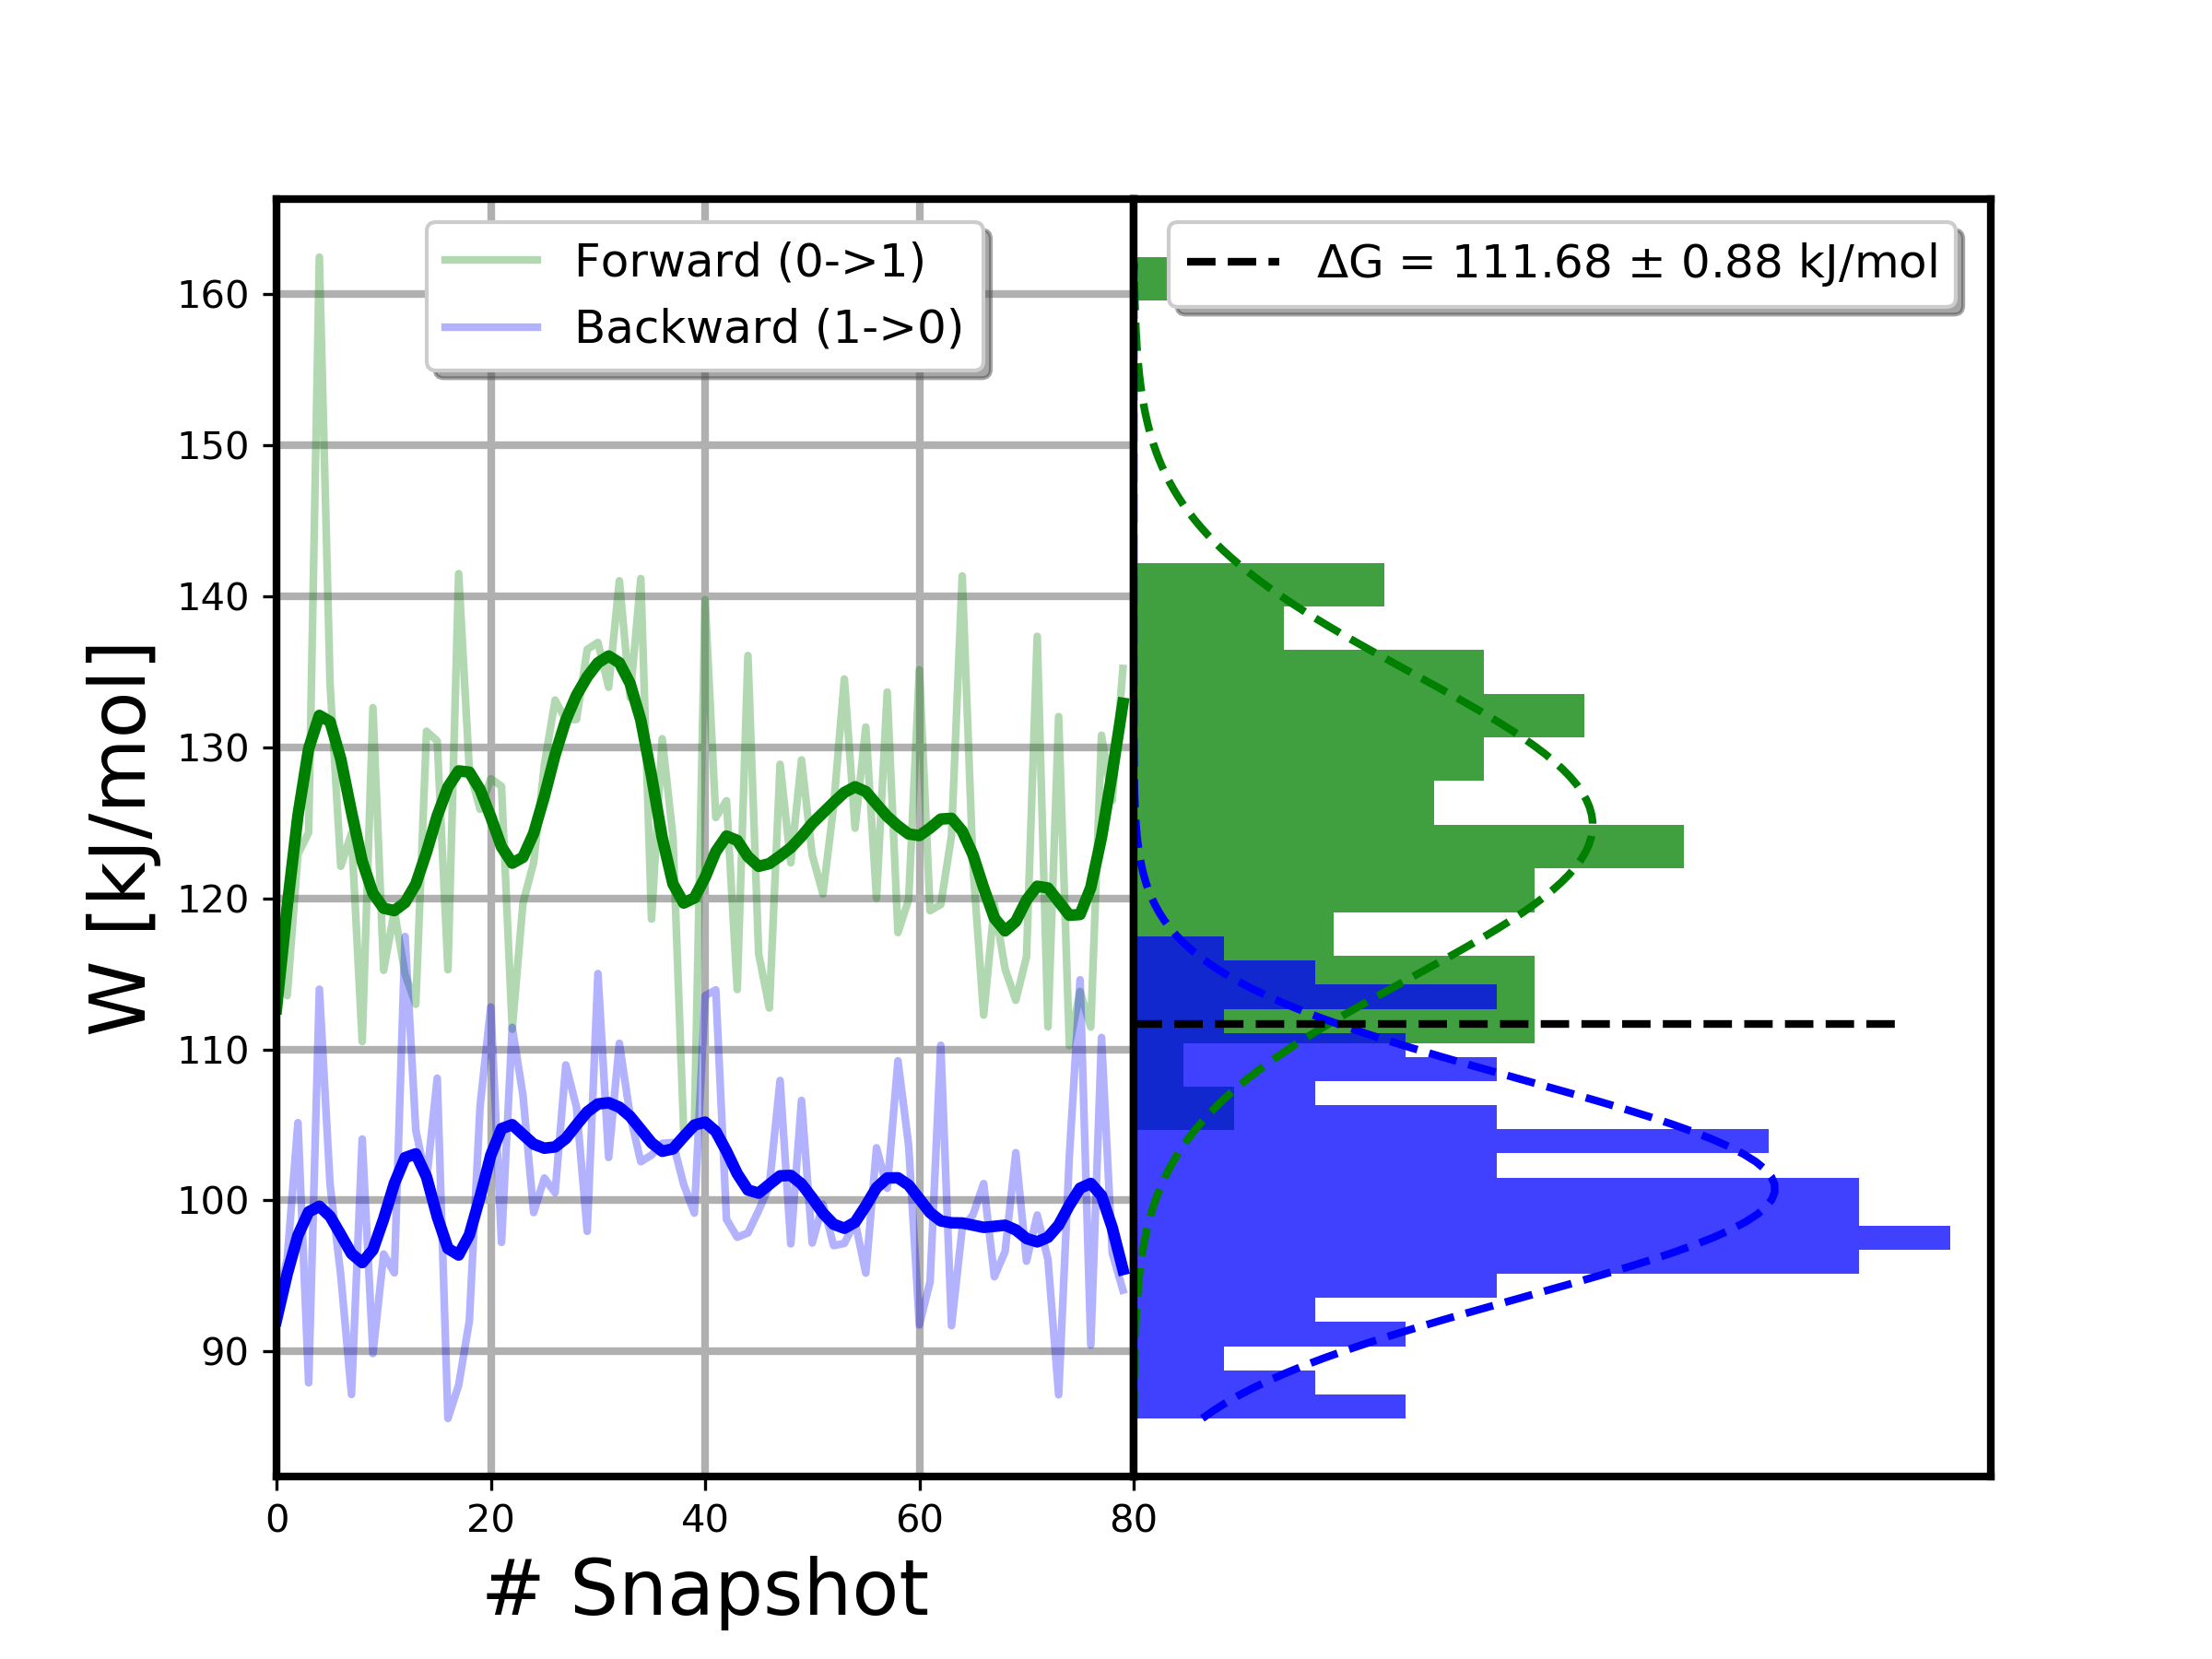 Forward (0->1)
Backward (1->0)
ΔG = 111.68 ± 0.88 kJ/mol
160
150
140
130
120
110
100
90
W [kJ/mol]
0 20 40 60 80
# Snapshot